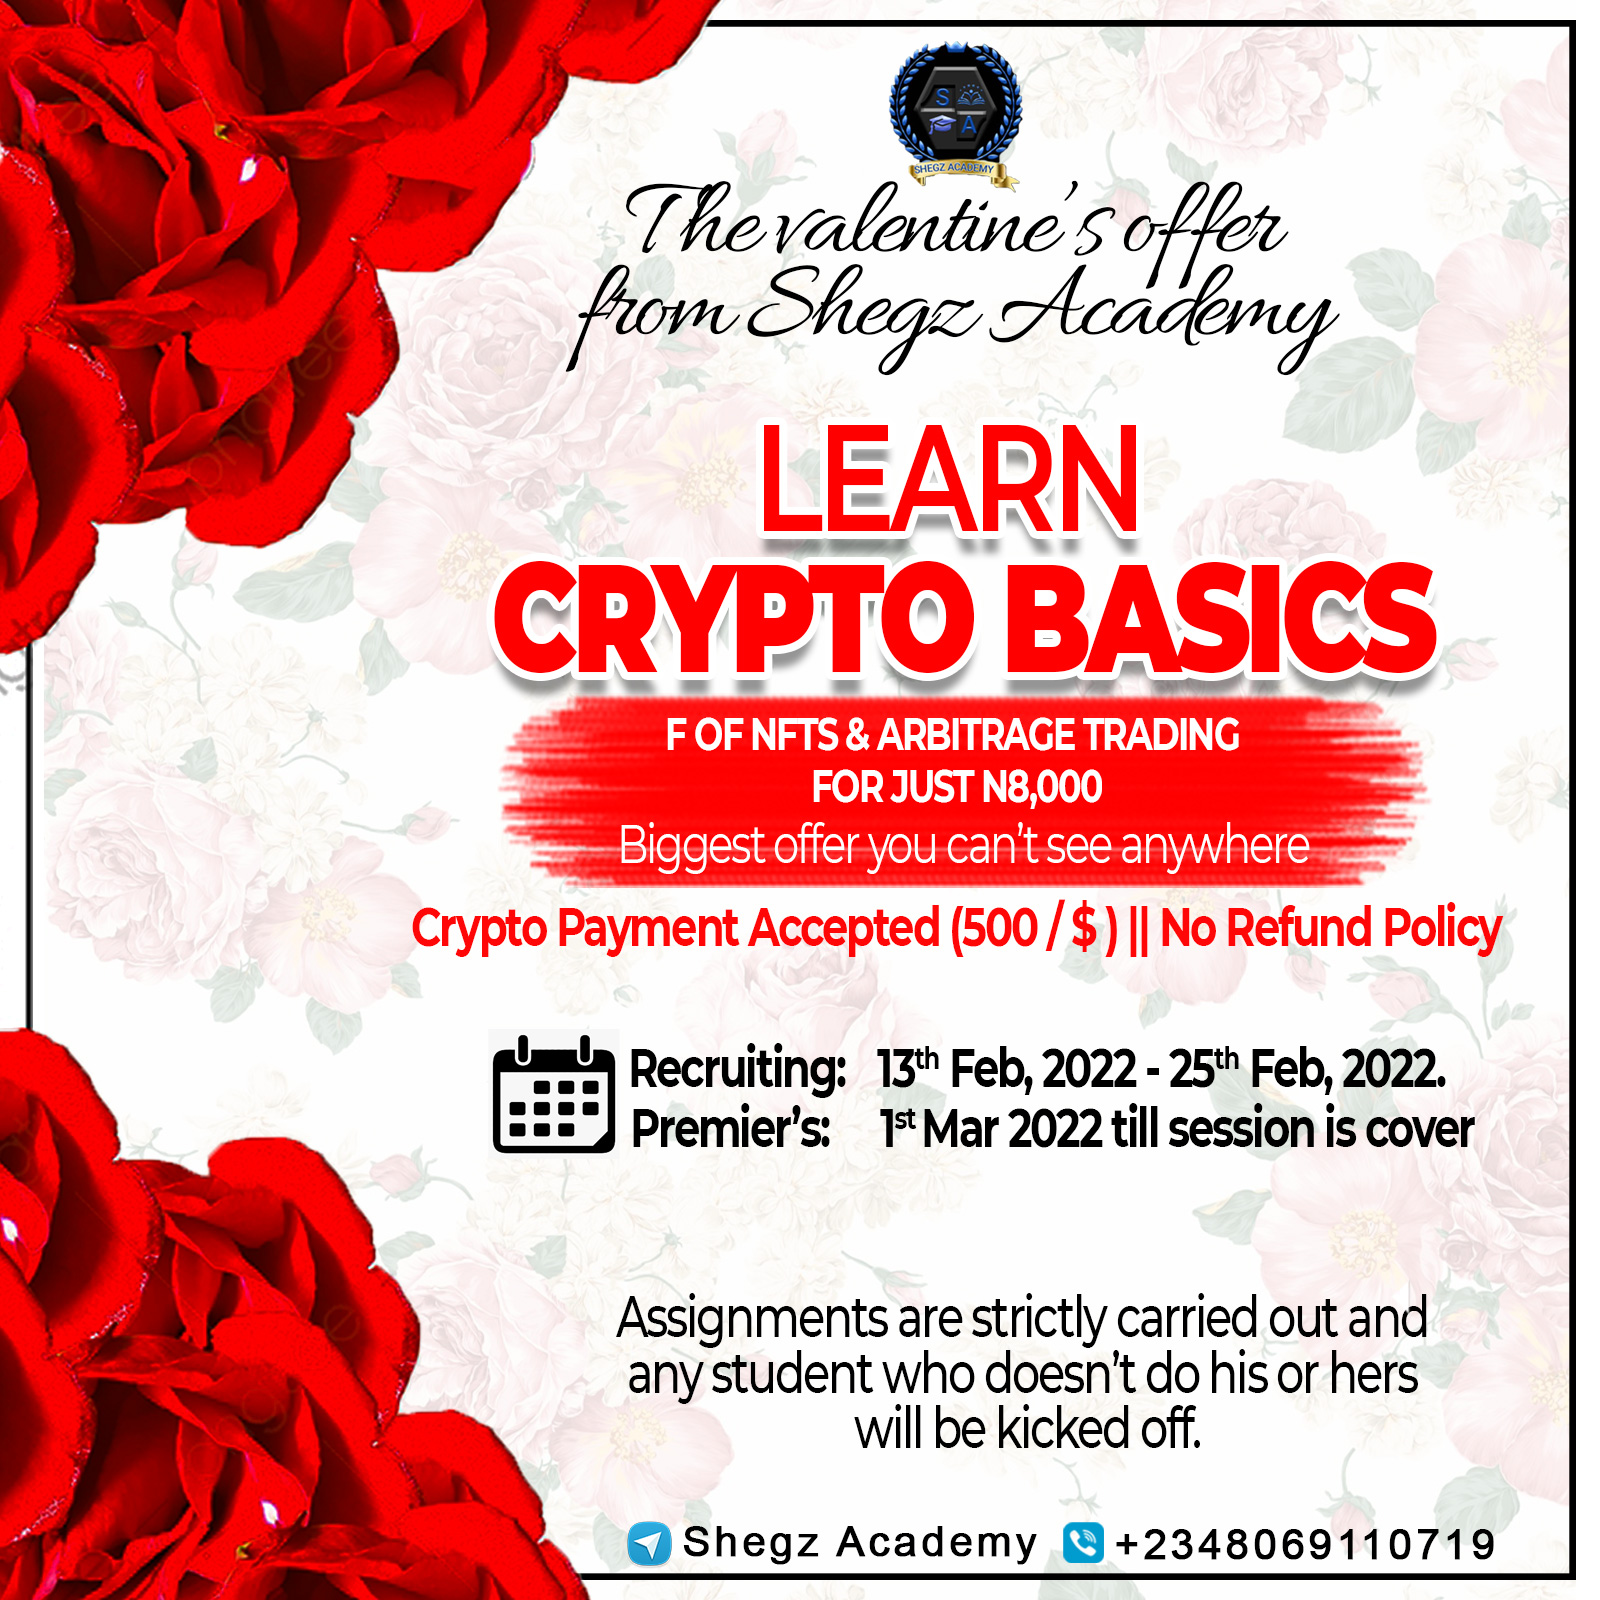 S
A
SHEGZ ACADEMY
The valentine's offer
from Shegz Academy
LEARN
CRYPTO BASICS
F OF NFTS & ARBITRAGE TRADING
FOR JUST N8,000
Biggest offer you can't see anywhere
Crypto Payment Accepted (500 / $ ) || No Refund Policy
Recruiting: 13th Feb, 2022 - 25th Feb, 2022.
Premier's: 1st Mar 2022 till session is cover
Assignments are strictly carried out and
any student who doesn't do his or hers
will be kicked off.
Shegz Academy +2348069110719